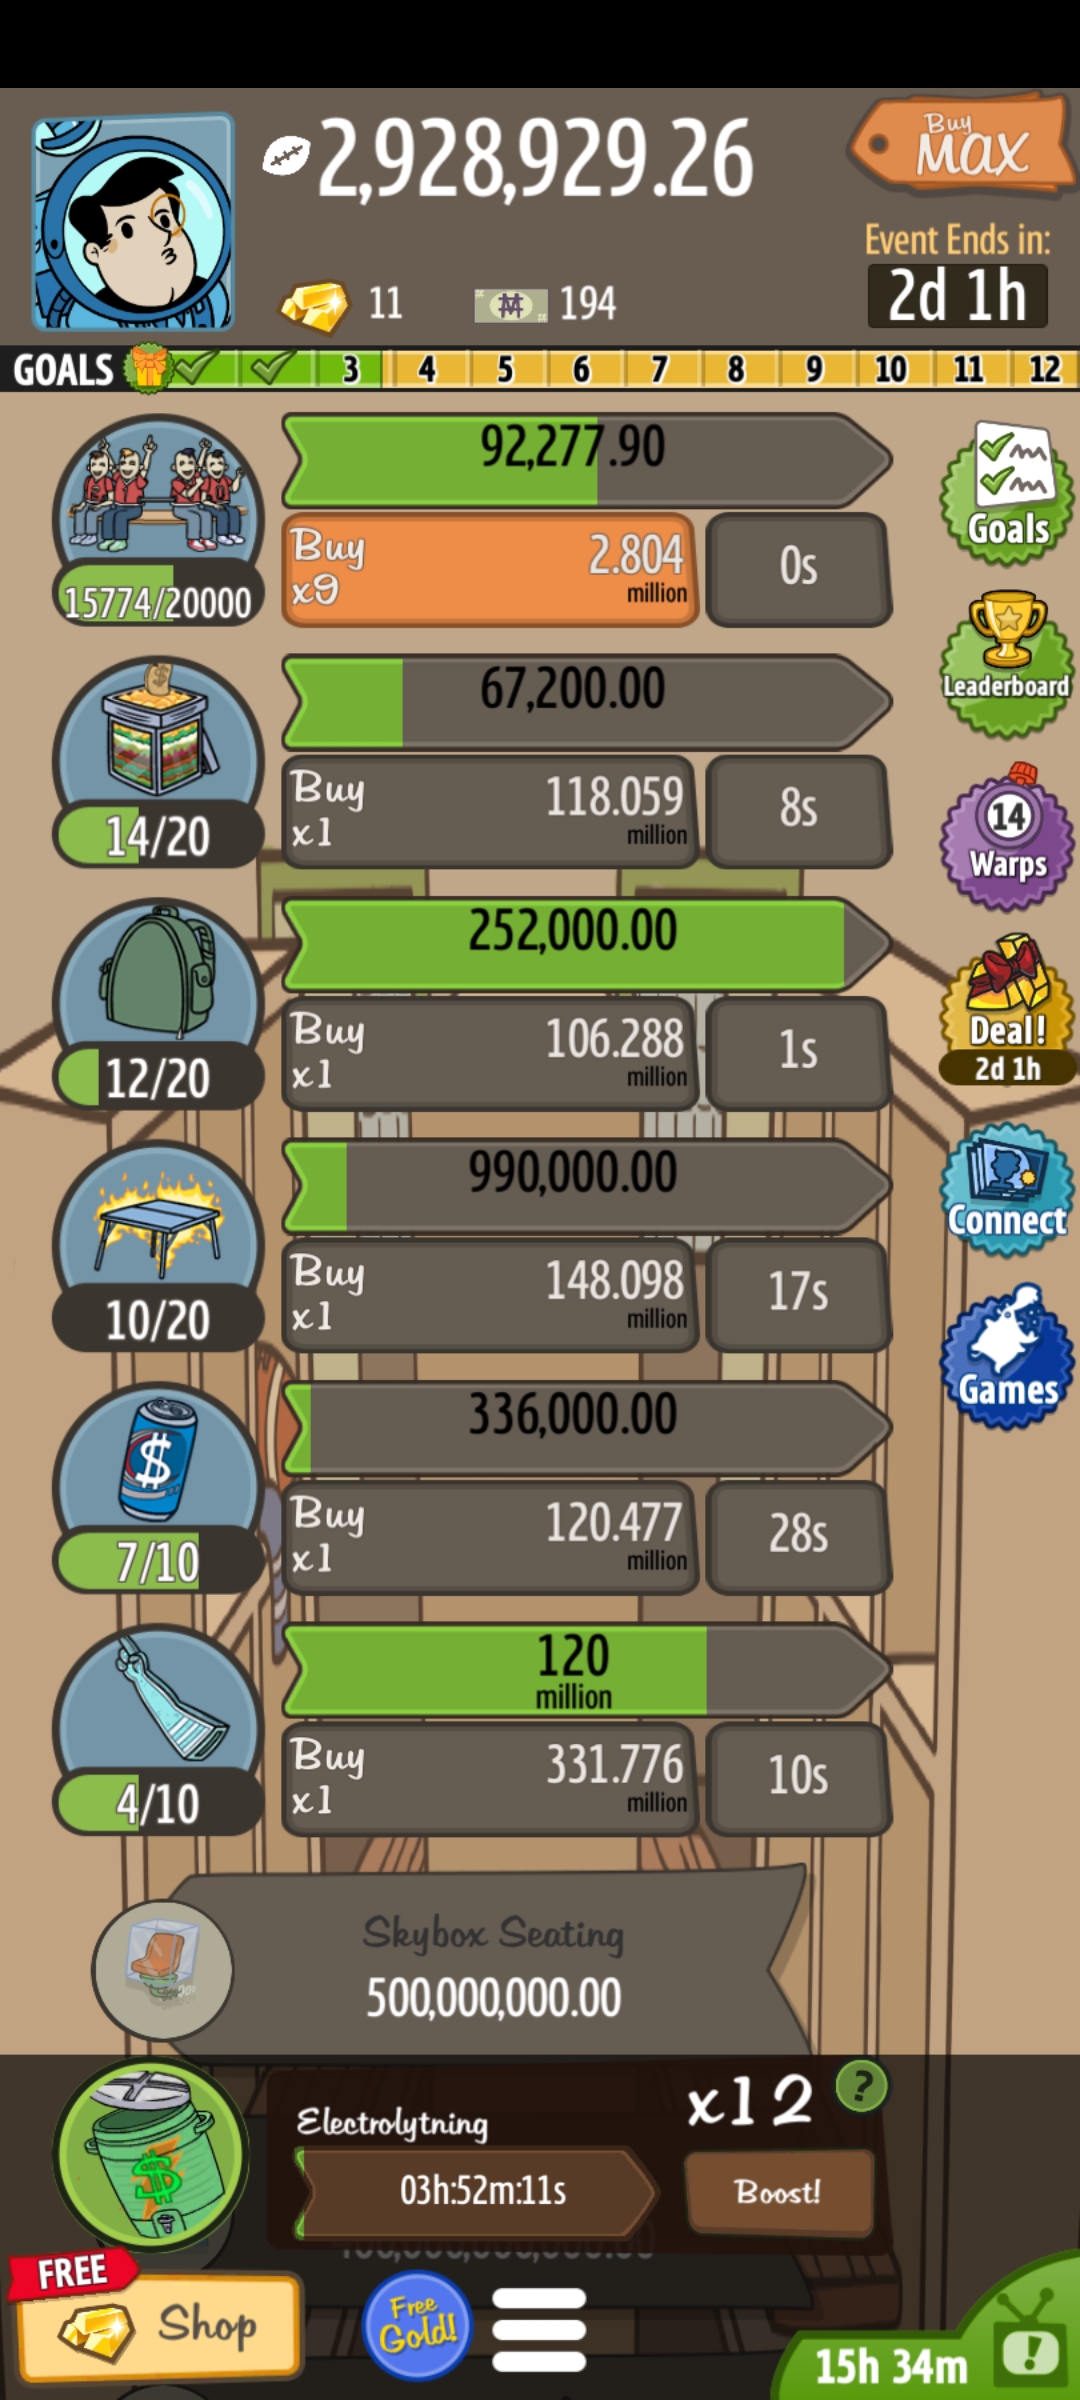 2,928,929.26
Buy
MAX
Event Ends in:
2d 1h
11
194
GOALS 3 4 5 6 7 8 9 10 11 12
92,277.90
Buy
x9
2.804
million
0s
15774/20000
Goals
67,200.00
Buy
x1
118.059
million
8s
14/20
Leaderboard
252,000.00
Buy
x1
106.288
million
1s
12/20
14
Warps
990,000.00
Buy
x1
148.098
million
17s
10/20
Deal!
2d 1h
336,000.00
Buy
x1
120.477
million
28s
7/10
Connect
120
million
Buy
x1
331.776
million
10s
4/10
Games
Skybox Seating
500,000,000.00
Electrolytning
x12
?
03h:52m:11s
Boost!
FREE
Shop
Free
Gold!
15h 34m